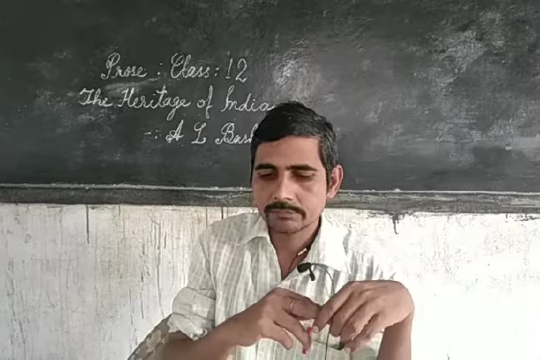 Prose : Class : 12
The Heritage of India
-: A L